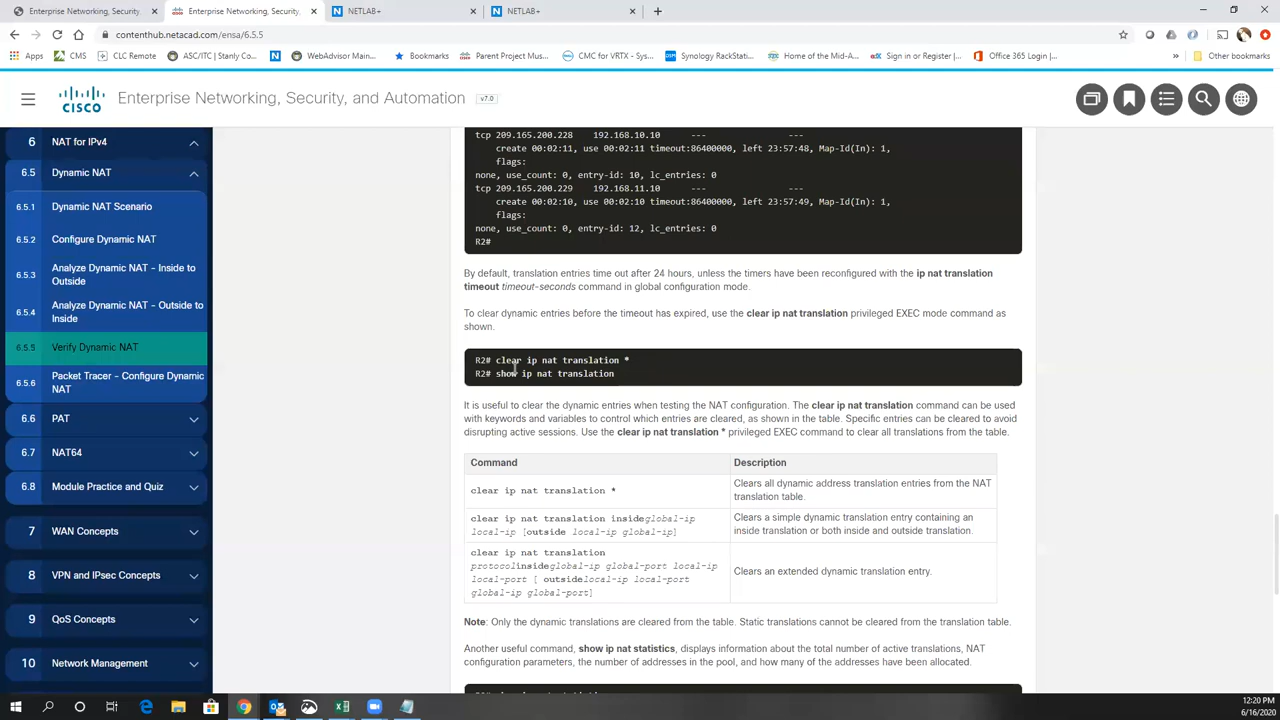 Enterprise Networking, Security,
Enterprise Networking, Security,
NETLAB+
NETLAB+
contenthub.netacad.com/ensa/6.5.5
Apps
CMS
CLC Remote
ASC/ITC | Stanly Co...
WebAdvisor Main...
Bookmarks
Parent Project Mus...
CMC for VRTX - Sys...
Synology RackStati...
Home of the Mid-A...
Sign in or Register |...
Office 365 Login |...
»
Other bookmarks
CISCO
Enterprise Networking, Security, and Automation
v7.0
6 NAT for IPv4
6.5 Dynamic NAT
6.5.1 Dynamic NAT Scenario
6.5.2 Configure Dynamic NAT
6.5.3 Analyze Dynamic NAT - Inside to
Outside
6.5.4 Analyze Dynamic NAT - Outside to
Inside
6.5.5 Verify Dynamic NAT
6.5.6 Packet Tracer - Configure Dynamic
NAT
6.6 PAT
6.7 NAT64
6.8 Module Practice and Quiz
7 WAN Concepts
8 VPN and IPsec Concepts
9 QoS Concepts
10 Network Management
tcp 209.165.200.228 192.168.10.10 --- ---
create 00:02:11, use 00:02:11 timeout:86400000, left 23:57:48, Map-Id(In): 1,
flags:
none, use_count: 0, entry-id: 10, lc_entries: 0
tcp 209.165.200.229 192.168.11.10 --- ---
create 00:02:10, use 00:02:10 timeout:86400000, left 23:57:49, Map-Id(In): 1,
flags:
none, use_count: 0, entry-id: 12, lc_entries: 0
R2#
By default, translation entries time out after 24 hours, unless the timers have been reconfigured with the ip nat translation
timeout timeout-seconds command in global configuration mode.
To clear dynamic entries before the timeout has expired, use the clear ip nat translation privileged EXEC mode command as
shown.
R2# clear ip nat translation *
R2# show ip nat translation
It is useful to clear the dynamic entries when testing the NAT configuration. The clear ip nat translation command can be used
with keywords and variables to control which entries are cleared, as shown in the table. Specific entries can be cleared to avoid
disrupting active sessions. Use the clear ip nat translation * privileged EXEC command to clear all translations from the table.
Command Description
clear ip nat translation *
Clears all dynamic address translation entries from the NAT
translation table.
clear ip nat translation insideglobal-ip
local-ip [outside local-ip global-ip]
Clears a simple dynamic translation entry containing an
inside translation or both inside and outside translation.
clear ip nat translation
protocolinsideglobal-ip global-port local-ip
local-port [ outsidelocal-ip local-port
global-ip global-port]
Clears an extended dynamic translation entry.
Note: Only the dynamic translations are cleared from the table. Static translations cannot be cleared from the translation table.
Another useful command, show ip nat statistics, displays information about the total number of active translations, NAT
configuration parameters, the number of addresses in the pool, and how many of the addresses have been allocated.
12:20 PM
6/16/2020